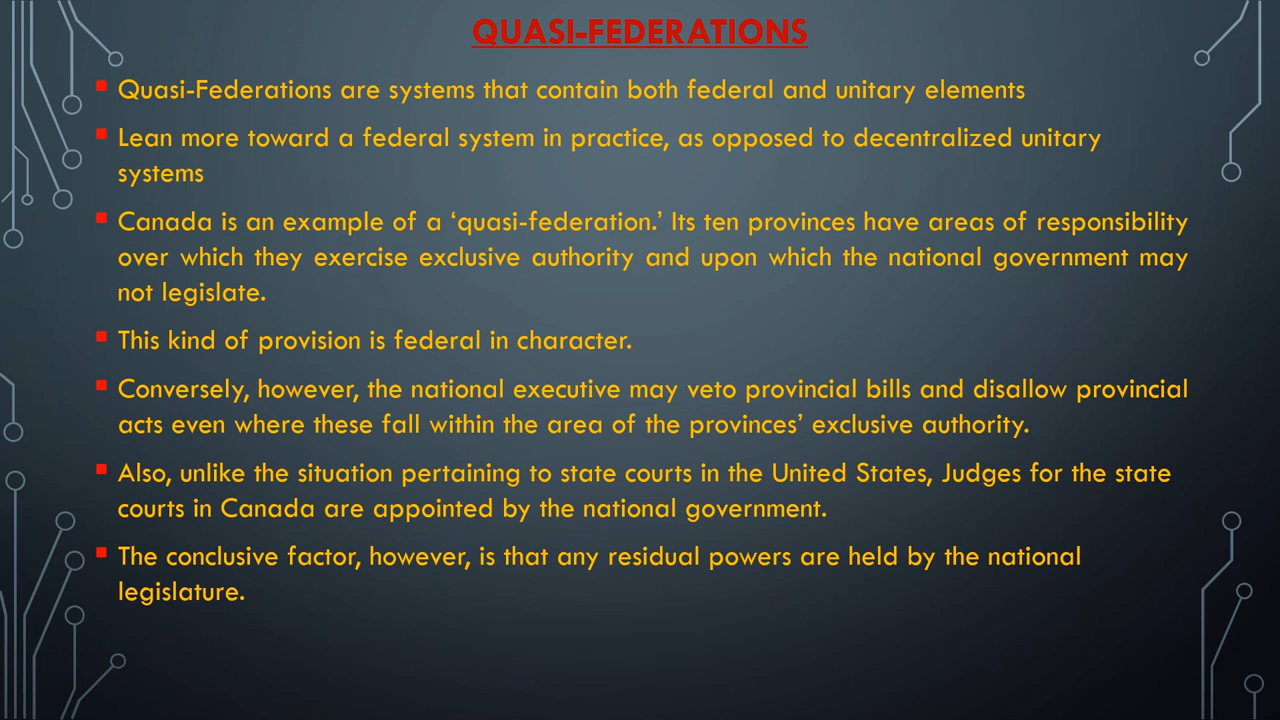 QUASI-FEDERATIONS
Quasi-Federations are systems that contain both federal and unitary elements
Lean more toward a federal system in practice, as opposed to decentralized unitary
systems
Canada is an example of a ‘quasi-federation.’ Its ten provinces have areas of responsibility
over which they exercise exclusive authority and upon which the national government may
not legislate.
This kind of provision is federal in character.
Conversely, however, the national executive may veto provincial bills and disallow provincial
acts even where these fall within the area of the provinces’ exclusive authority.
Also, unlike the situation pertaining to state courts in the United States, Judges for the state
courts in Canada are appointed by the national government.
The conclusive factor, however, is that any residual powers are held by the national
legislature.